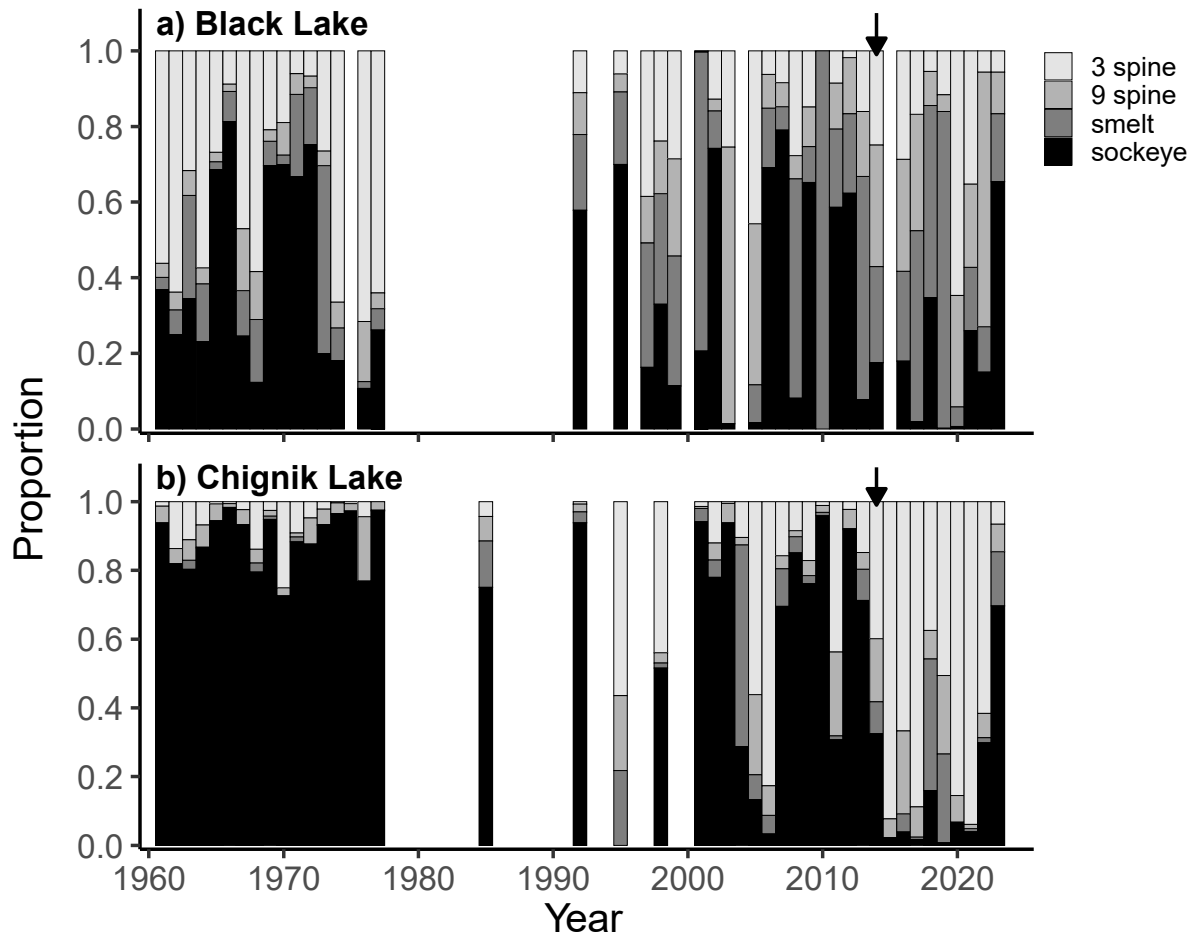 a) Black Lake
1.0
0.8
0.6
0.4
0.2
0.0
3 spine
9 spine
smelt
sockeye
Proportion
b) Chignik Lake
1.0
0.8
0.6
0.4
0.2
0.0
1960 1970 1980 1990 2000 2010 2020
Year